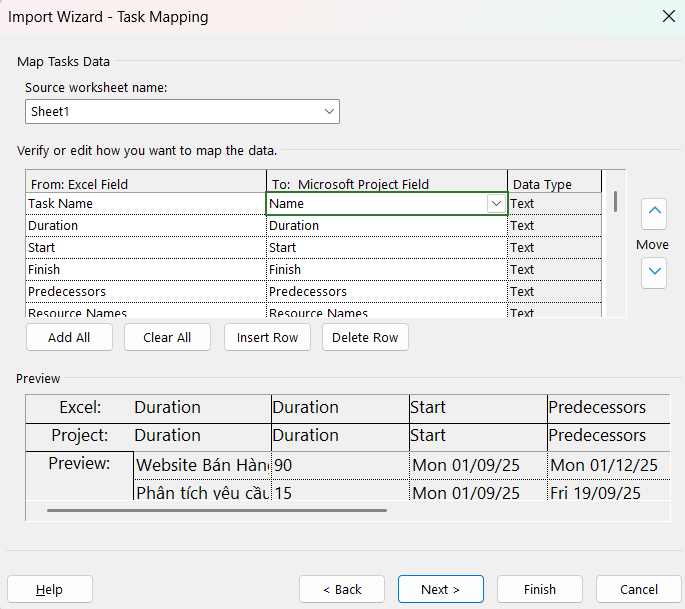 Import Wizard - Task Mapping
Map Tasks Data
Source worksheet name:
Sheet1
Verify or edit how you want to map the data.
From: Excel Field To: Microsoft Project Field Data Type
Task Name Name Text
Duration Duration Text
Start Start Text
Finish Finish Text
Predecessors Predecessors Text
Resource Names Resource Names Text
Move
Add All Clear All Insert Row Delete Row
Preview
Excel: Duration Duration Start Predecessors
Project: Duration Duration Start Predecessors
Preview: Website Bán Hàng 90 Mon 01/09/25 Mon 01/12/25
Phân tích yêu cầu 15 Mon 01/09/25 Fri 19/09/25
Help < Back Next > Finish Cancel